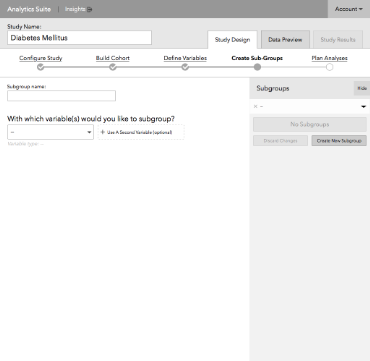 Analytics Suite | Insights
Account
Study Name:
Diabetes Mellitus
Study Design
Data Preview
Study Results
Configure Study
Build Cohort
Define Variables
Create Sub-Groups
Plan Analyses
Subgroup name:
Subgroups
Hide
× --
With which variable(s) would you like to subgroup?
No Subgroups
--
+ Use A Second Variable (optional)
Variable type: --
Discard Changes
Create New Subgroup